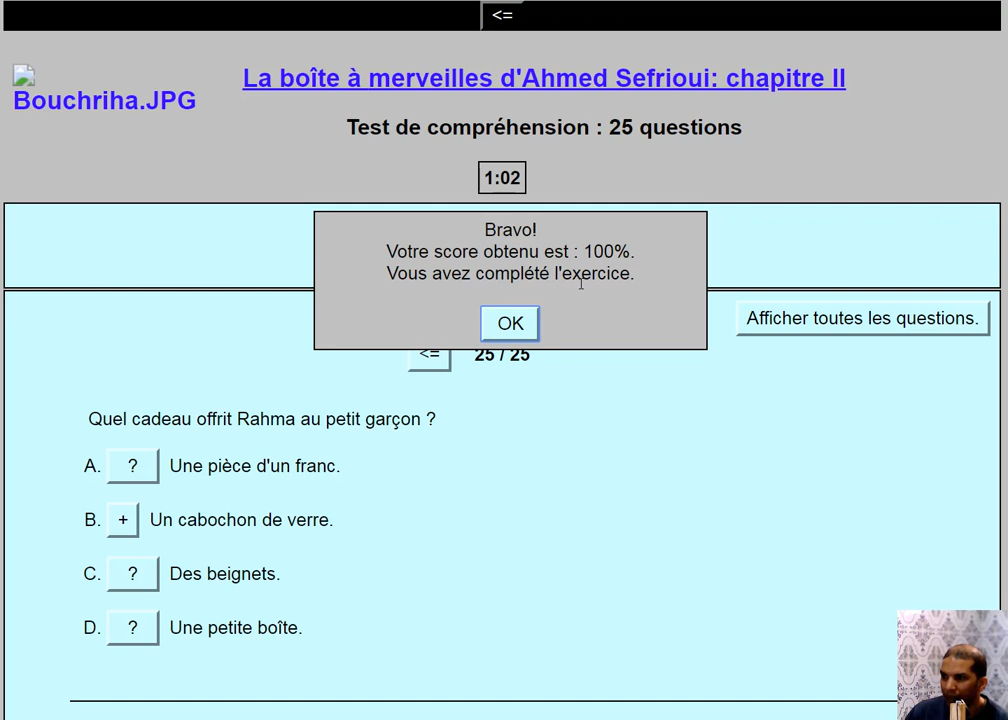 <=
Bouchriha.JPG
La boîte à merveilles d'Ahmed Sefrioui: chapitre II
Test de compréhension : 25 questions
1:02
Bravo!
Votre score obtenu est : 100%.
Vous avez complété l'exercice.
OK
Afficher toutes les questions.
<= 25 / 25
Quel cadeau offrit Rahma au petit garçon ?
A. ? Une pièce d'un franc.
B. + Un cabochon de verre.
C. ? Des beignets.
D. ? Une petite boîte.